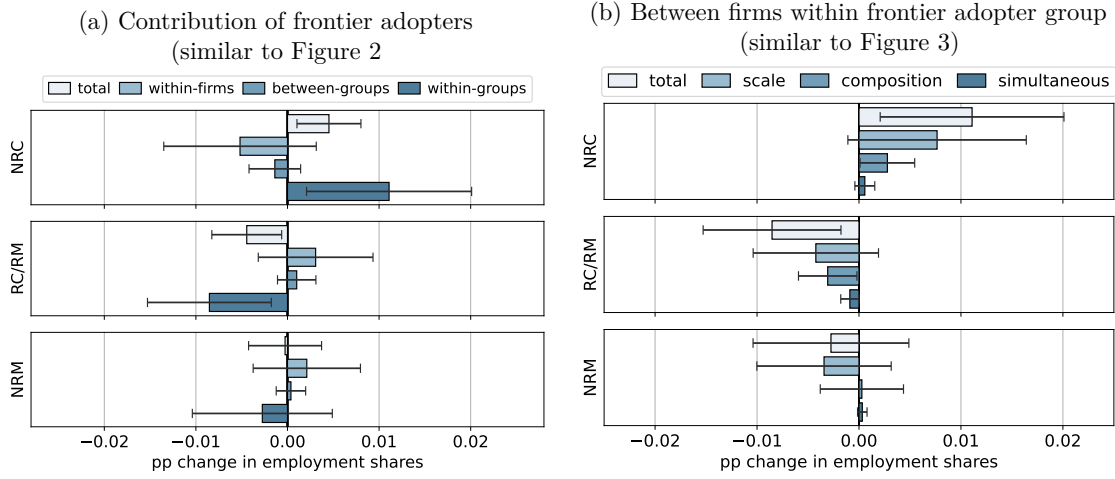 (a) Contribution of frontier adopters
(similar to Figure 2
total within-firms between-groups within-groups
NRC
RC/RM
NRM
−0.02 −0.01 0.00 0.01 0.02
pp change in employment shares
(b) Between firms within frontier adopter group
(similar to Figure 3)
total scale composition simultaneous
NRC
RC/RM
NRM
−0.02 −0.01 0.00 0.01 0.02
pp change in employment shares